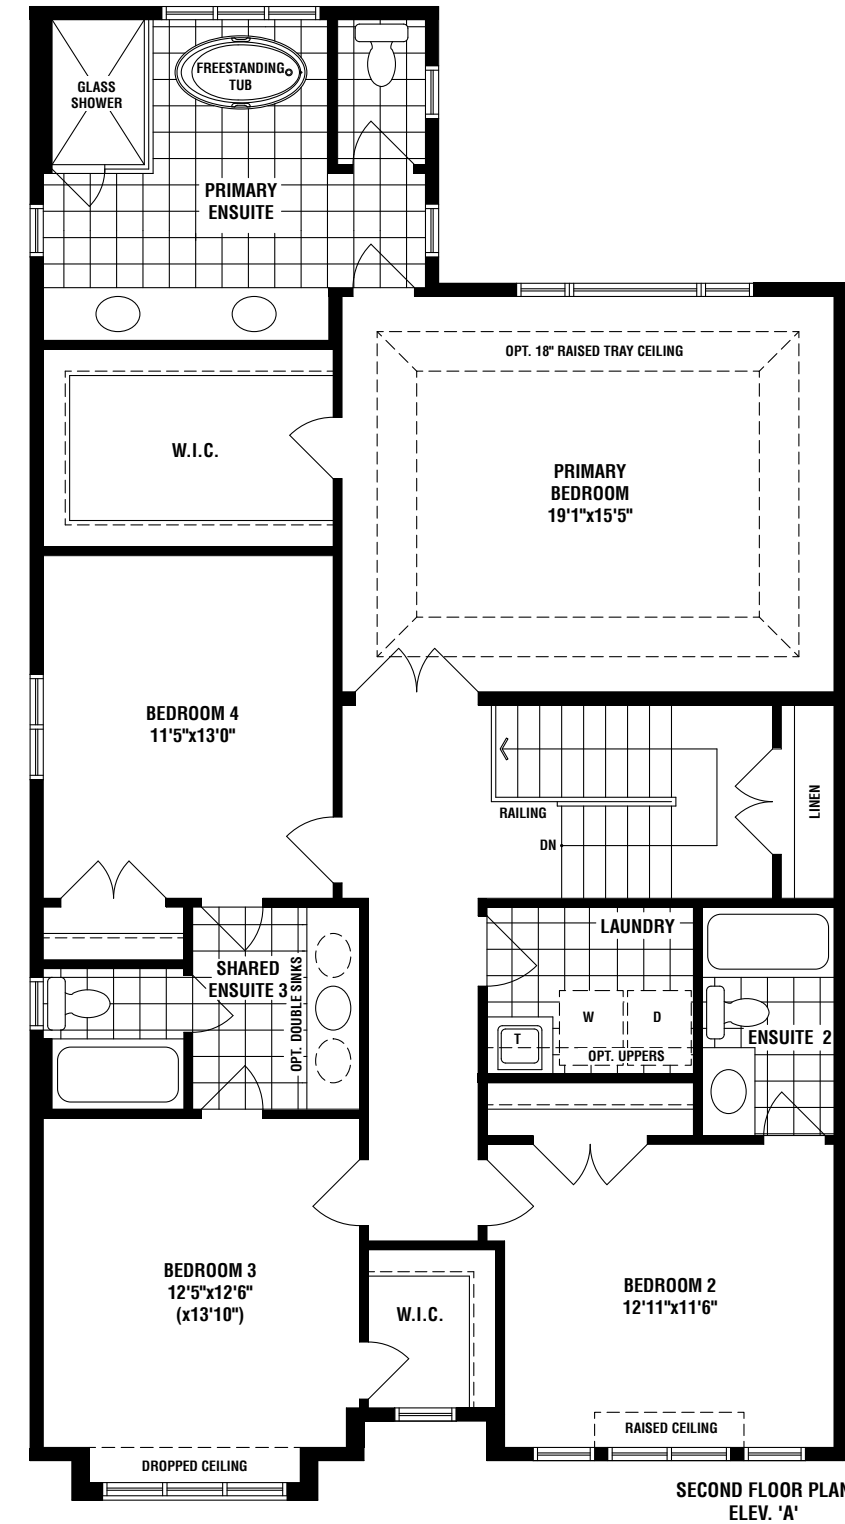 FREESTANDING
TUB
GLASS
SHOWER
PRIMARY
ENSUITE
OPT. 18" RAISED TRAY CEILING
W.I.C.
PRIMARY
BEDROOM
19'1"x15'5"
BEDROOM 4
11'5"x13'0"
RAILING
DN
LINEN
LAUNDRY
SHARED
ENSUITE 3
OPT. DOUBLE SINKS
W
D
T
OPT. UPPERS
ENSUITE 2
BEDROOM 3
12'5"x12'6"
(x13'10")
W.I.C.
BEDROOM 2
12'11"x11'6"
RAISED CEILING
DROPPED CEILING
SECOND FLOOR PLAN
ELEV. 'A'